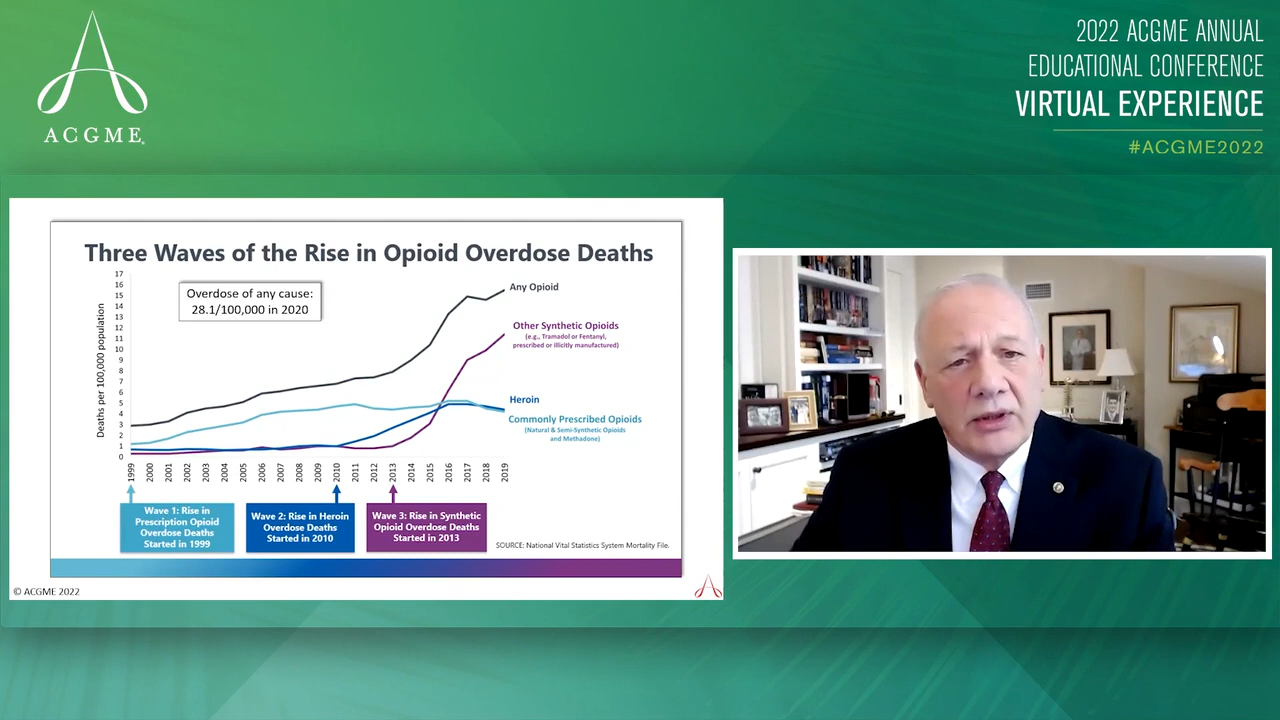 ACGME
2022 ACGME ANNUAL
EDUCATIONAL CONFERENCE
VIRTUAL EXPERIENCE
#ACGME2022
Three Waves of the Rise in Opioid Overdose Deaths
Deaths per 100,000 population
17
16
15
14
13
12
11
10
9
8
7
6
5
4
3
2
1
0
Overdose of any cause:
28.1/100,000 in 2020
Any Opioid
Other Synthetic Opioids
(e.g., Tramadol or Fentanyl,
prescribed or illicitly manufactured)
Heroin
Commonly Prescribed Opioids
(Natural & Semi-Synthetic Opioids
and Methadone)
1999
2000
2001
2002
2003
2004
2005
2006
2007
2008
2009
2010
2011
2012
2013
2014
2015
2016
2017
2018
2019
Wave 1: Rise in
Prescription Opioid
Overdose Deaths
Started in 1999
Wave 2: Rise in Heroin
Overdose Deaths
Started in 2010
Wave 3: Rise in Synthetic
Opioid Overdose Deaths
Started in 2013
SOURCE: National Vital Statistics System Mortality File.
© ACGME 2022